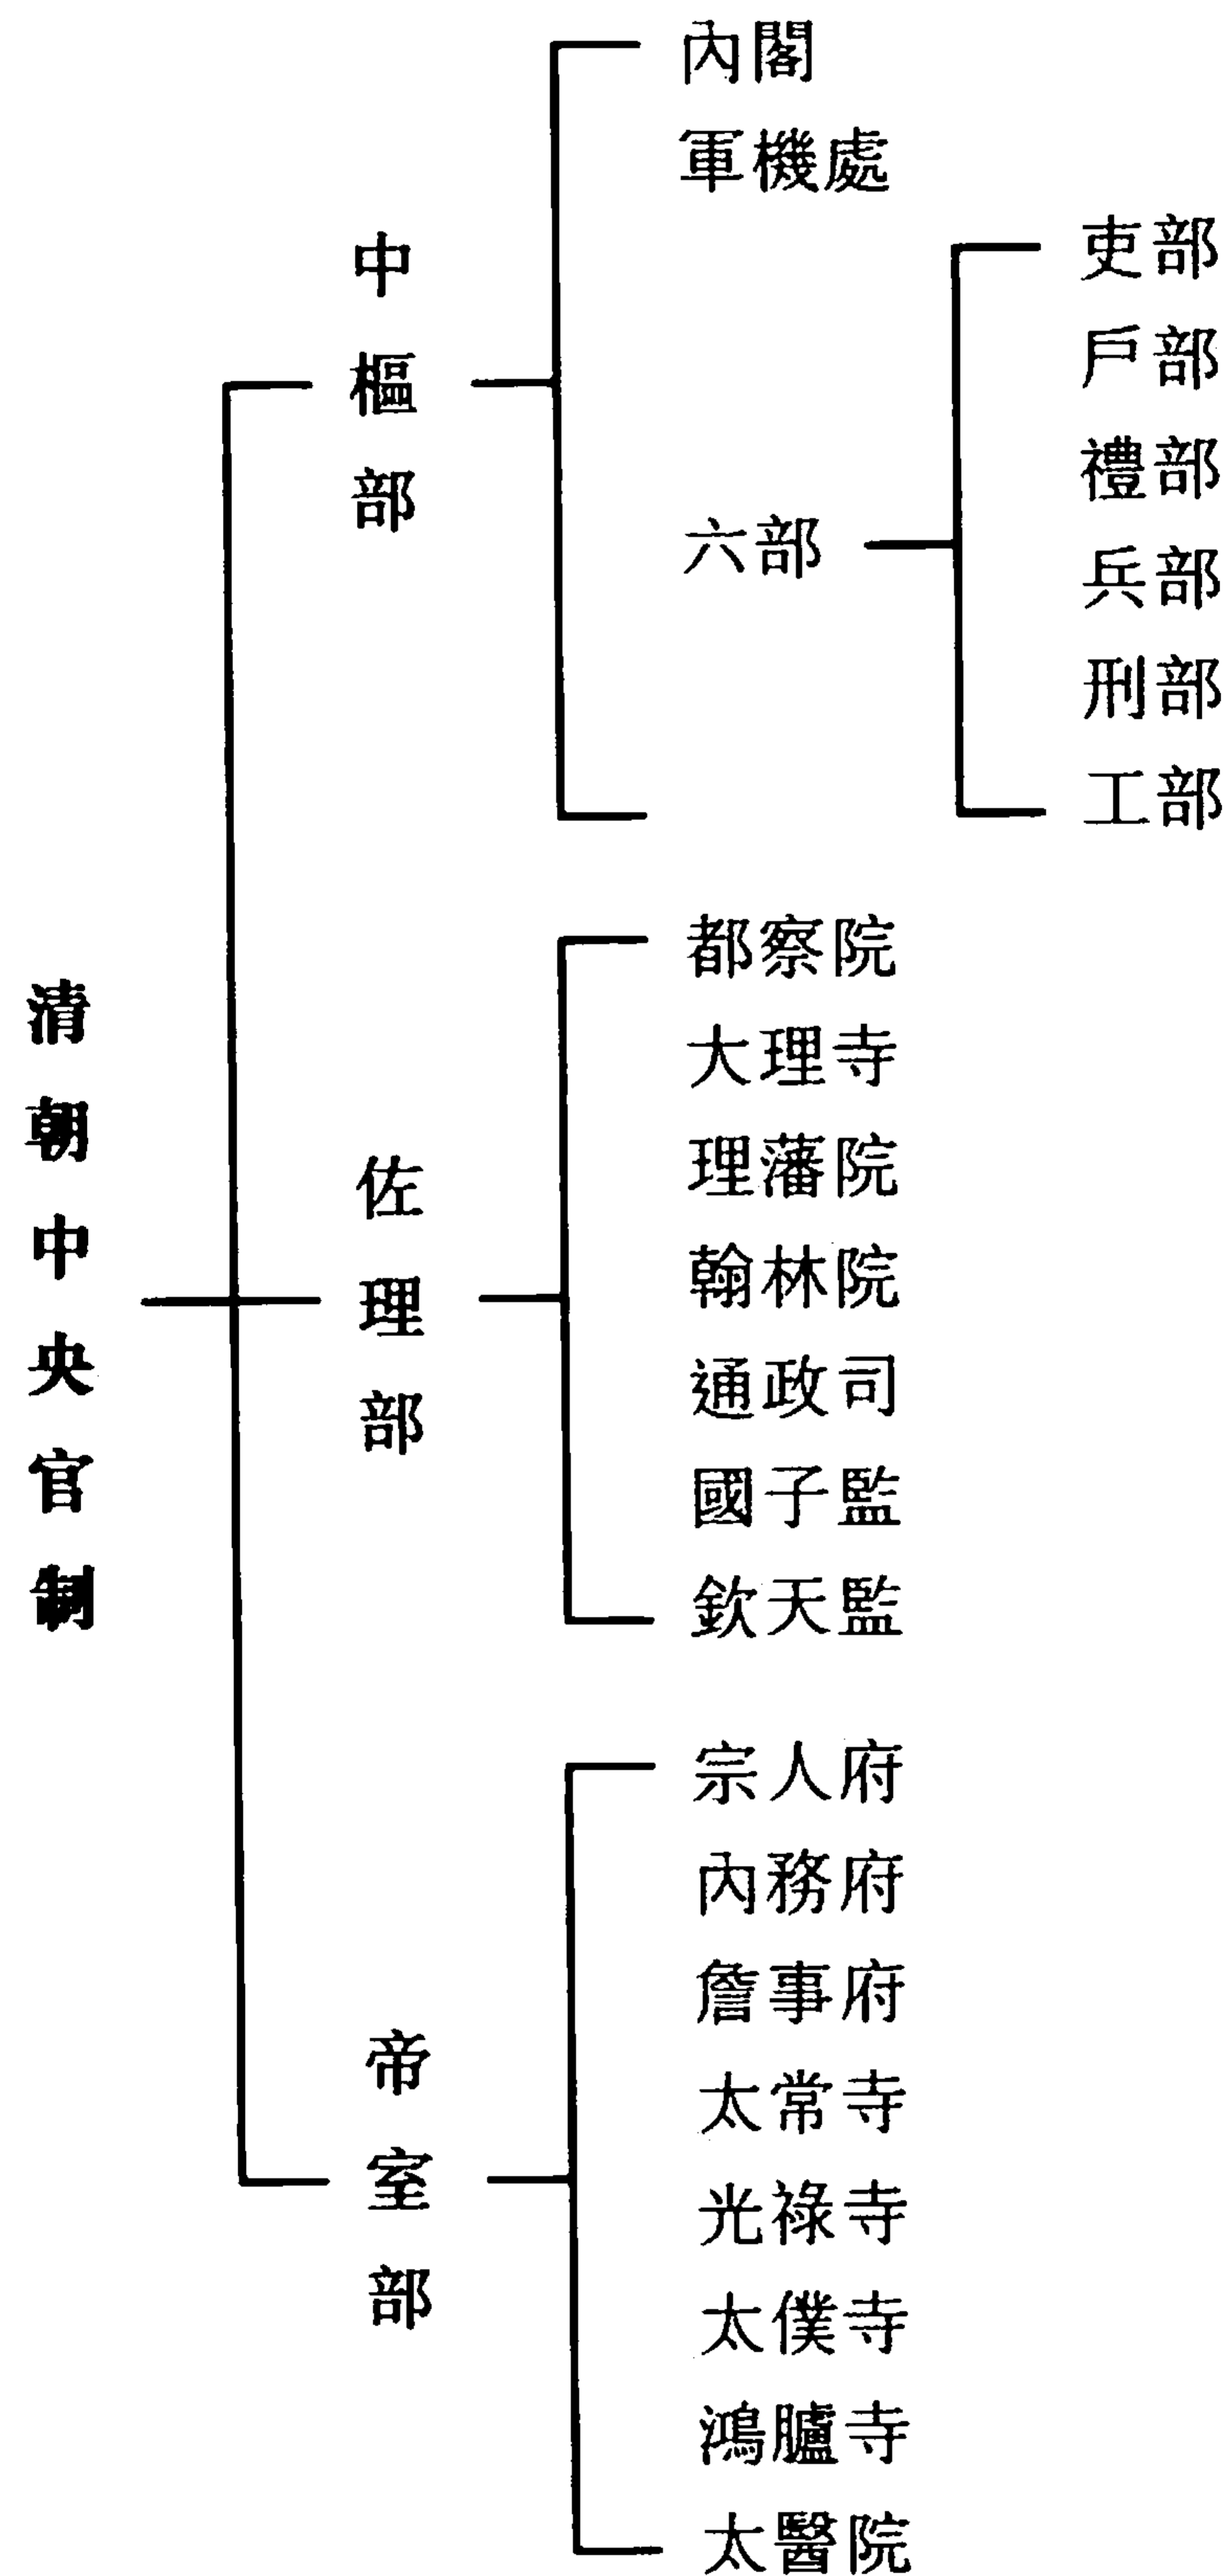 清朝中央官制
中樞部
內閣
軍機處
六部
吏部
戶部
禮部
兵部
刑部
工部
佐理部
都察院
大理寺
理藩院
翰林院
通政司
國子監
欽天監
帝室部
宗人府
內務府
詹事府
太常寺
光祿寺
太僕寺
鴻臚寺
太醫院